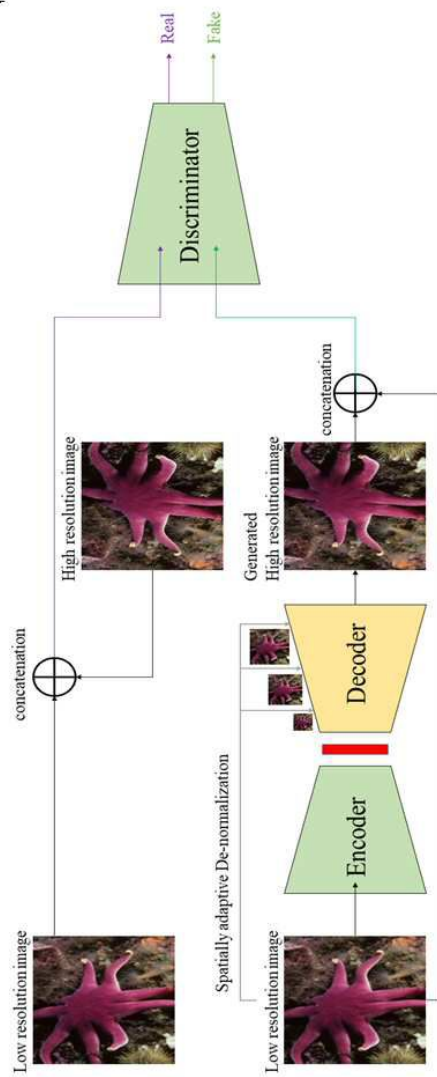 Low resolution image
concatenation
High resolution image
Discriminator
Real
Fake
Spatially adaptive De-normalization
Low resolution image
Encoder
Decoder
Generated
High resolution image
concatenation